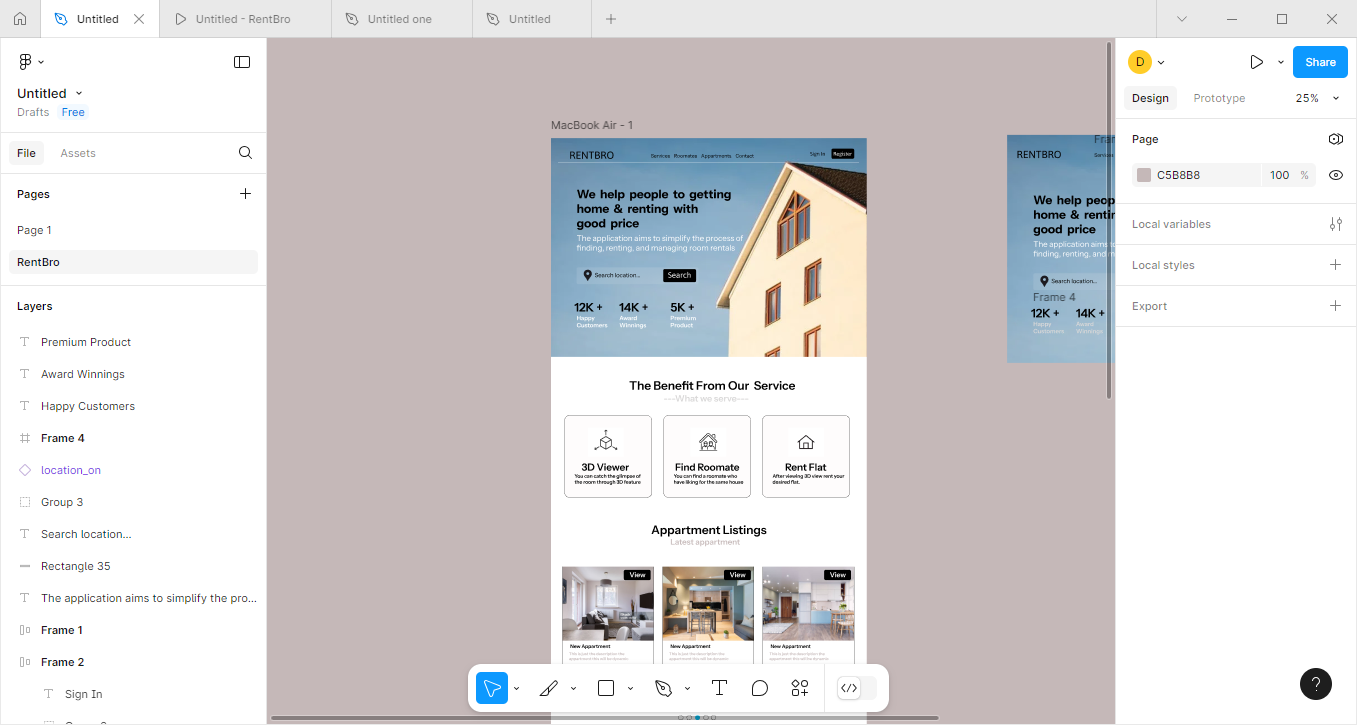 Untitled
Untitled - RentBro
Untitled one
Untitled
Untitled
Drafts Free
File Assets
Pages
Page 1
RentBro
Layers
Premium Product
Award Winnings
Happy Customers
Frame 4
location_on
Group 3
Search location...
Rectangle 35
The application aims to simplify the pro...
Frame 1
Frame 2
Sign In
MacBook Air - 1
RENTBRO
Services Roomates Appartments Contact
Sign In Register
We help people to getting
home & renting with
good price
The application aims to simplify the process of
finding, renting, and managing room rentals
Search location... Search
12K + 14K + 5K +
Happy Award Premium
Customers Winnings Product
The Benefit From Our Service
---What we serve---
3D Viewer
You can catch the glimpse of
the room through 3D feature
Find Roomate
You can find a roomate who
have liking for the same house
Rent Flat
After viewing 3D view rent your
desired flat.
Appartment Listings
Latest appartment
View View View
New Appartment New Appartment New Appartment
RENTBRO
Services
We help peop
home & rentin
good price
The application aims to
finding, renting, and m
Search location...
Frame 4
12K + 14K +
Happy Award
Customers Winnings
D
Share
Design Prototype 25%
Page
C5B8B8 100 %
Local variables
Local styles
Export
?